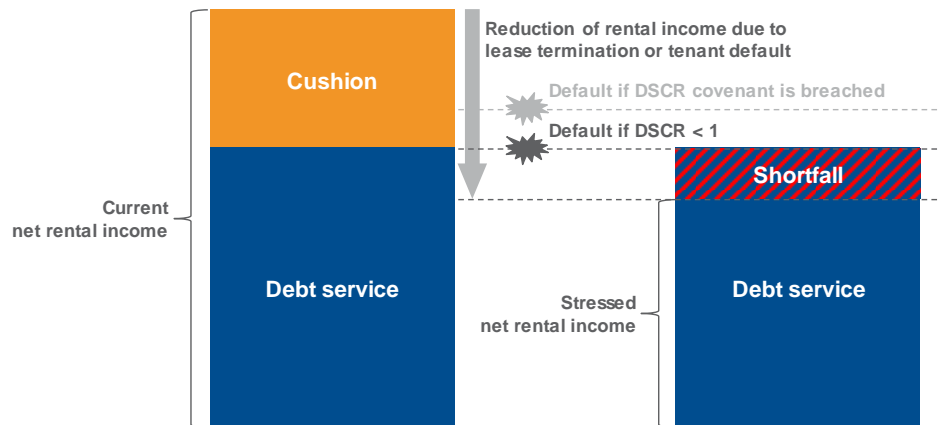 Reduction of rental income due to
lease termination or tenant default
Cushion
Default if DSCR covenant is breached
Default if DSCR < 1
Shortfall
Current
net rental income
Debt service
Debt service
Stressed
net rental income